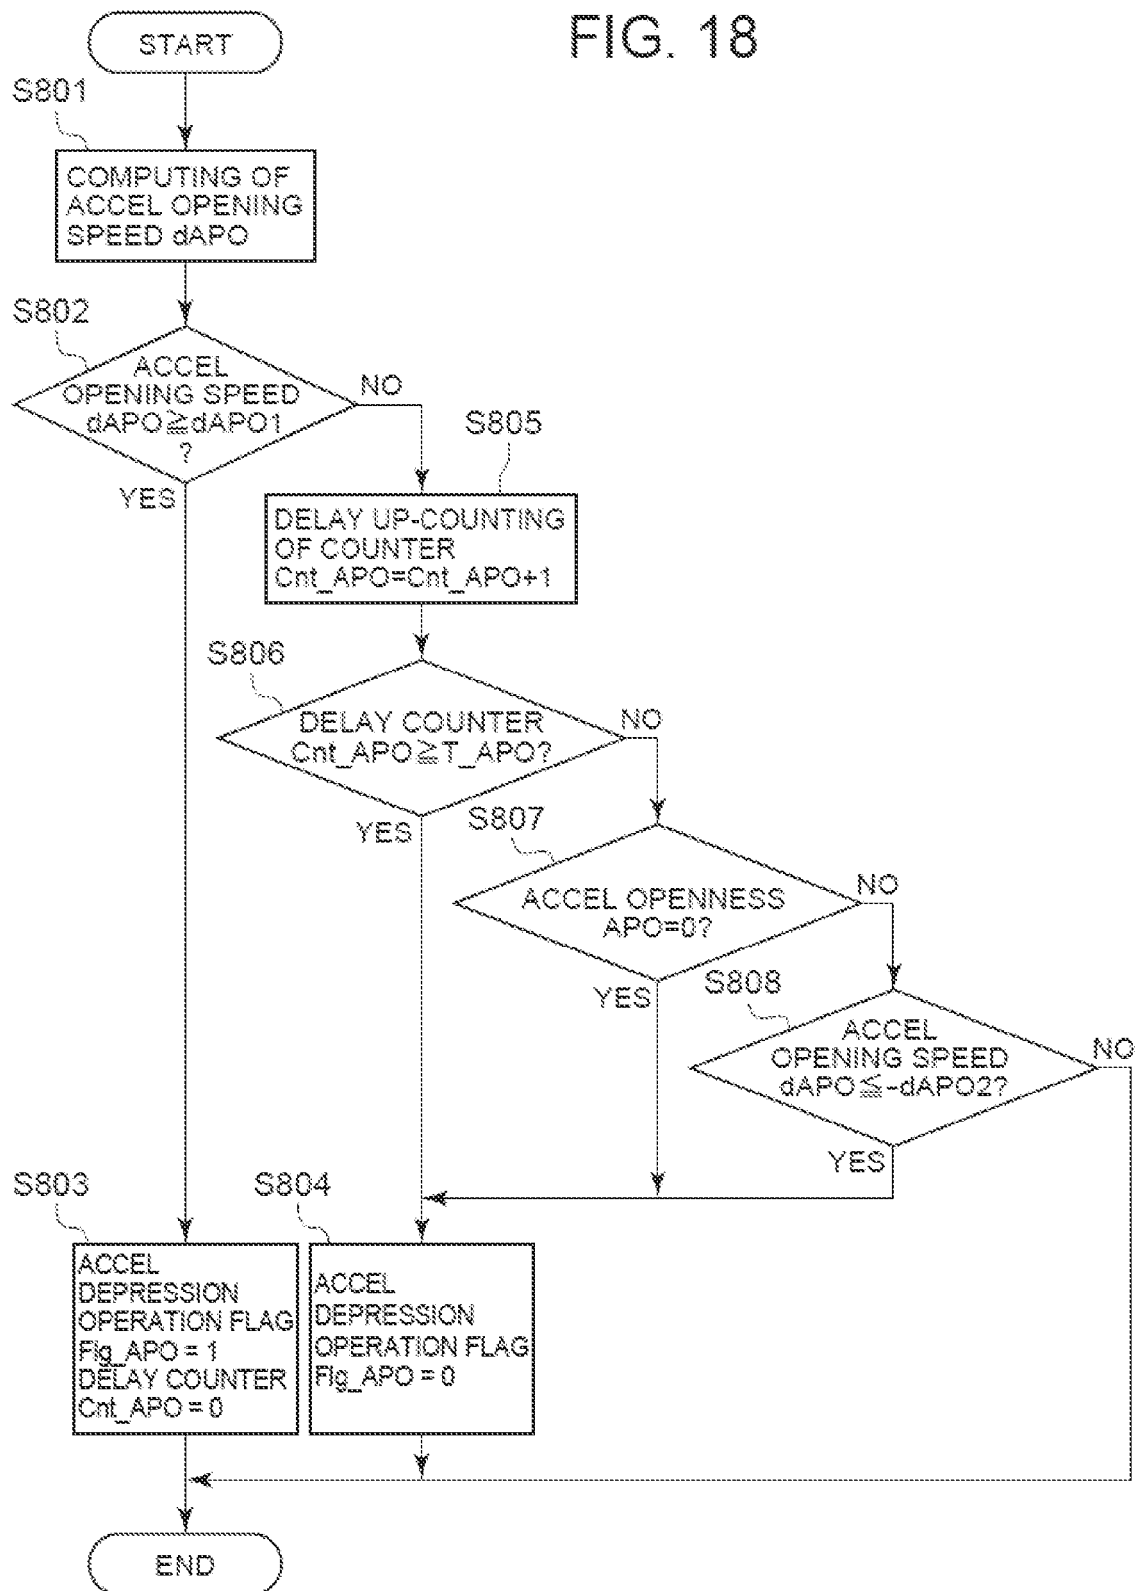 FIG. 18
START
S801
COMPUTING OF
ACCEL OPENING
SPEED dAPO
S802
ACCEL
OPENING SPEED
dAPO≧dAPO1
?
NO
YES
S805
DELAY UP-COUNTING
OF COUNTER
Cnt_APO=Cnt_APO+1
S806
DELAY COUNTER
Cnt_APO≧T_APO?
NO
YES
S807
ACCEL OPENNESS
APO=0?
NO
YES
S808
ACCEL
OPENING SPEED
dAPO≦-dAPO2?
NO
YES
S803
ACCEL
DEPRESSION
OPERATION FLAG
Flg_APO = 1
DELAY COUNTER
Cnt_APO = 0
S804
ACCEL
DEPRESSION
OPERATION FLAG
Flg_APO = 0
END